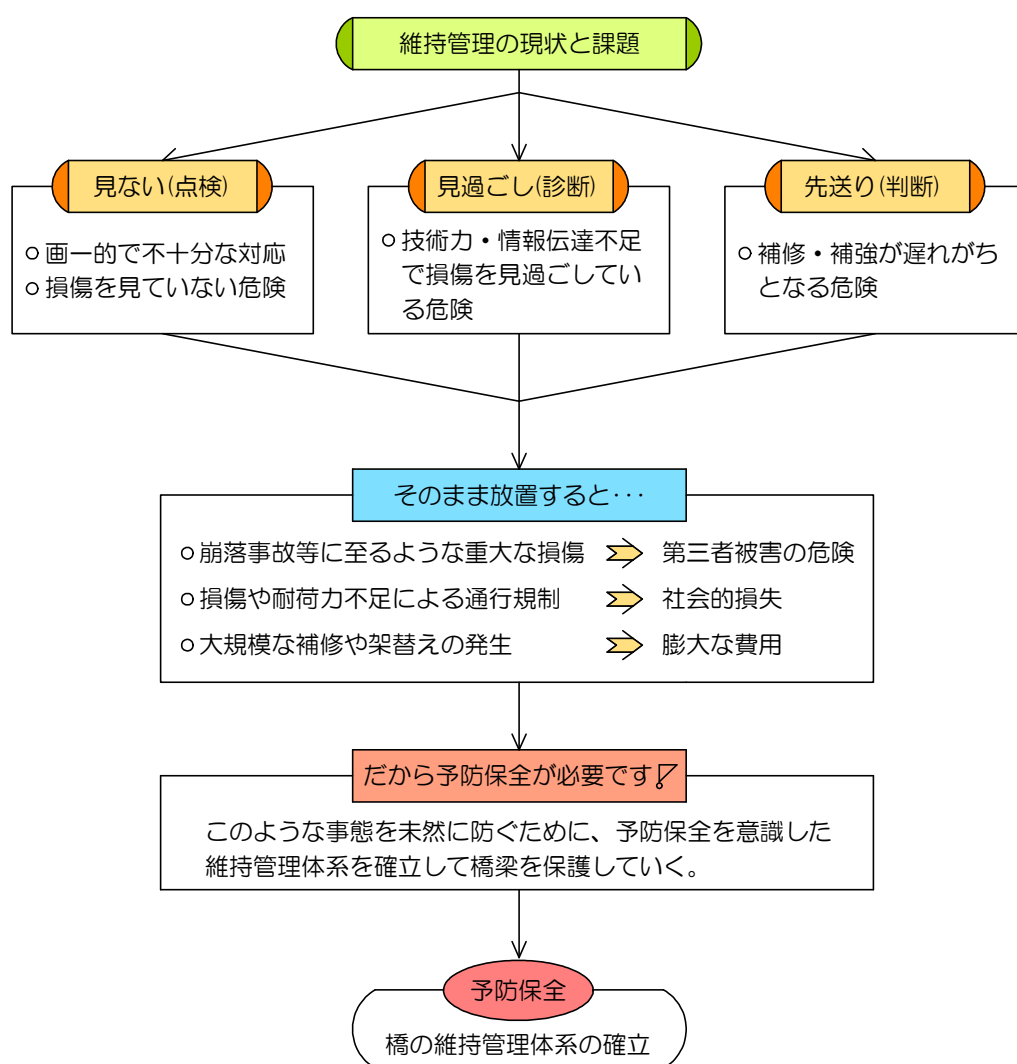 維持管理の現状と課題
見ない(点検)
○画一的で不十分な対応
○損傷を見ていない危険
見過ごし(診断)
○技術力・情報伝達不足
で損傷を見過ごしてい
る危険
先送り(判断)
○補修・補強が遅れがち
となる危険
そのまま放置すると・・・
○崩落事故等に至るような重大な損傷 第三者被害の危険
○損傷や耐荷力不足による通行規制 社会的損失
○大規模な補修や架替えの発生 膨大な費用
だから予防保全が必要です!
このような事態を未然に防ぐために、予防保全を意識した
維持管理体系を確立して橋梁を保護していく。
予防保全
橋の維持管理体系の確立